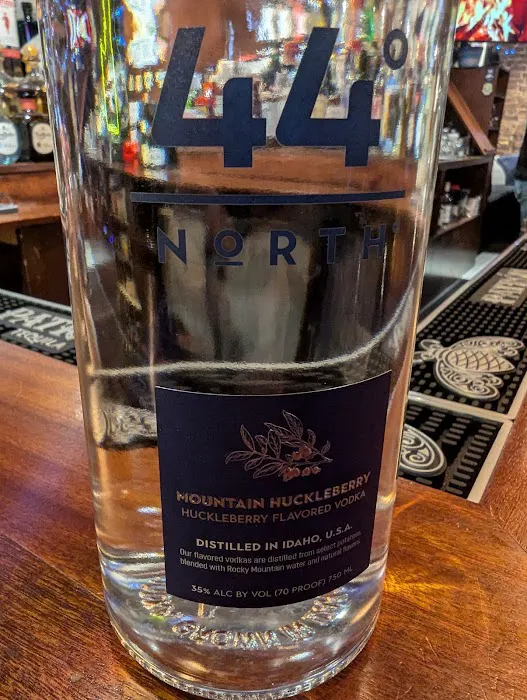 44°
NORTH
MOUNTAIN HUCKLEBERRY
HUCKLEBERRY FLAVORED VODKA
DISTILLED IN IDAHO, U.S.A.
Our flavored vodkas are distilled from select potatoes,
blended with Rocky Mountain water and natural flavors.
35% ALC BY VOL (70 PROOF) 750 ML